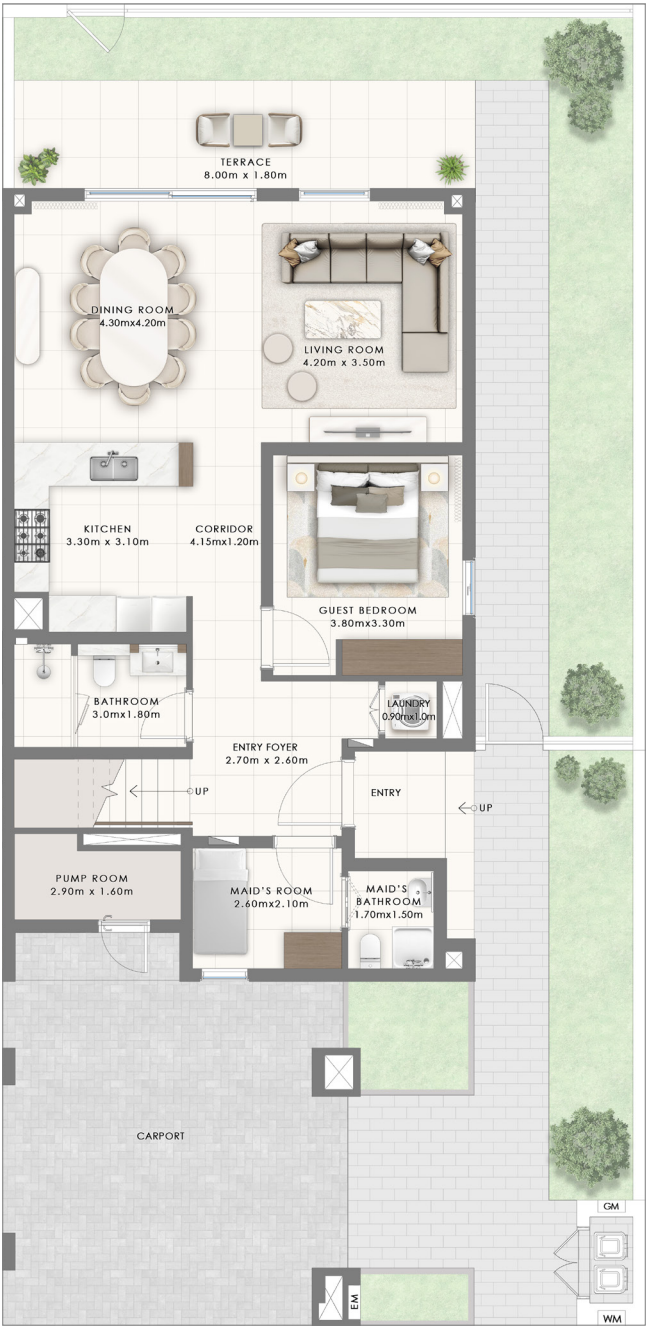 TERRACE
8.00m x 1.80m
DINING ROOM
4.30mx4.20m
LIVING ROOM
4.20m x 3.50m
KITCHEN
3.30m x 3.10m
CORRIDOR
4.15mx1.20m
GUEST BEDROOM
3.80mx3.30m
BATHROOM
3.0mx1.80m
LAUNDRY
0.90mx1.0m
ENTRY FOYER
2.70m x 2.60m
UP
ENTRY
UP
PUMP ROOM
2.90m x 1.60m
MAID'S ROOM
2.60mx2.10m
MAID'S
BATHROOM
1.70mx1.50m
CARPORT
GM
EM
WM